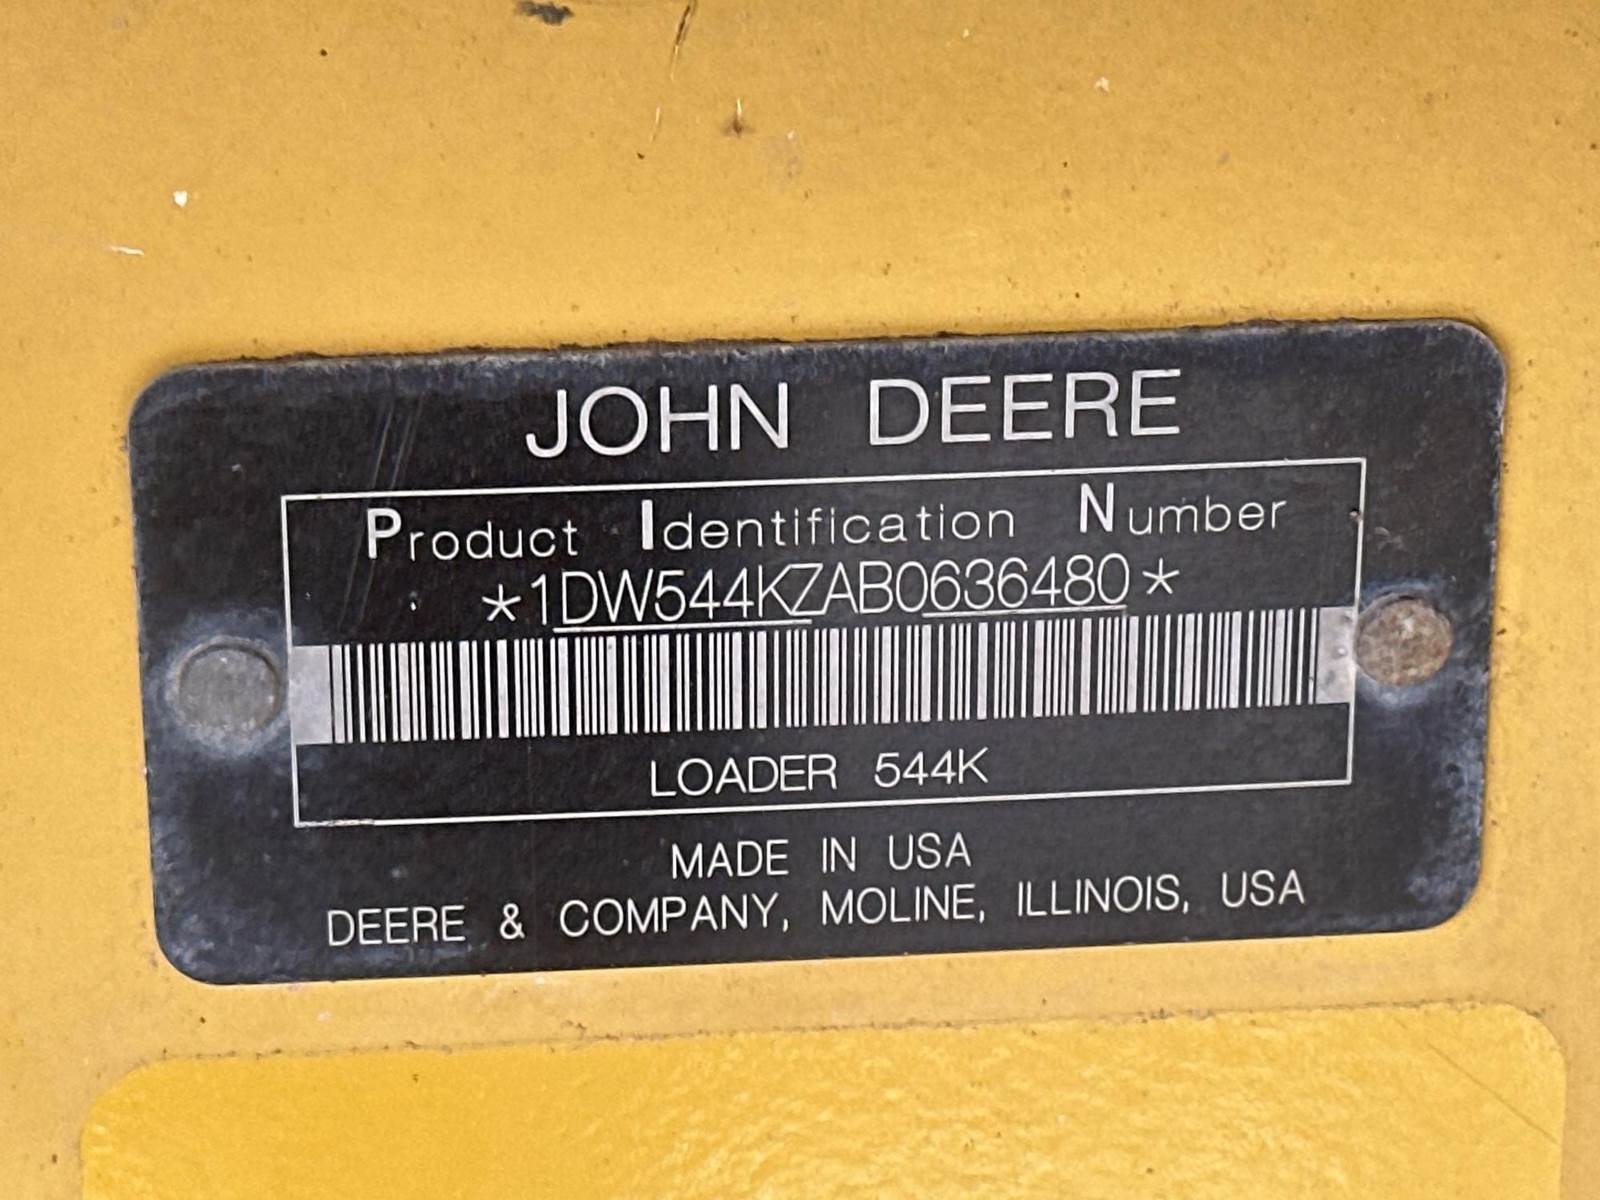 JOHN DEERE
Product Identification Number
*1DW544KZAB0636480*
LOADER 544K
MADE IN USA
DEERE & COMPANY, MOLINE, ILLINOIS, USA